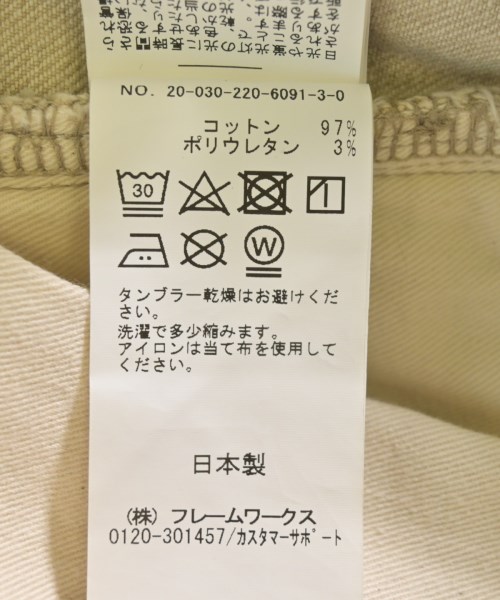 NO. 20-030-220-6091-3-0
コットン 97%
ポリウレタン 3%
30
W
タンブラー乾燥はお避けくだ
さい。
洗濯で多少縮みます。
アイロンは当て布を使用して
ください。
日本製
(株) フレームワークス
0120-301457/カスタマーサポート